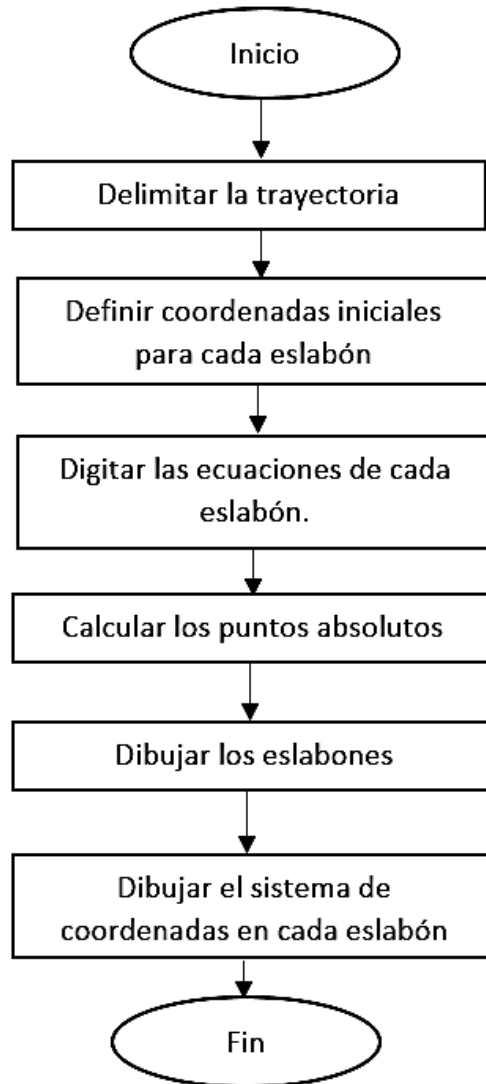 Inicio
Delimitar la trayectoria
Definir coordenadas iniciales
para cada eslabón
Digitar las ecuaciones de cada
eslabón.
Calcular los puntos absolutos
Dibujar los eslabones
Dibujar el sistema de
coordenadas en cada eslabón
Fin